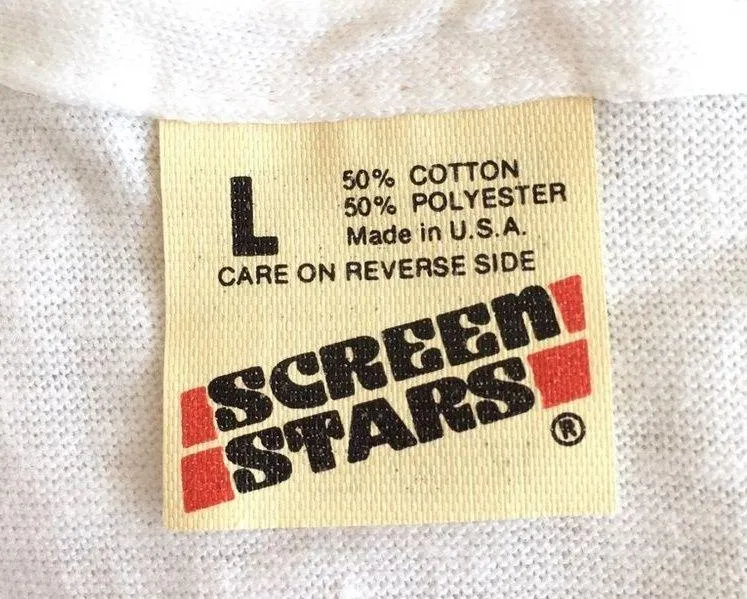 L
50% COTTON
50% POLYESTER
Made in U.S.A.
CARE ON REVERSE SIDE
SCREEN
STARS
®